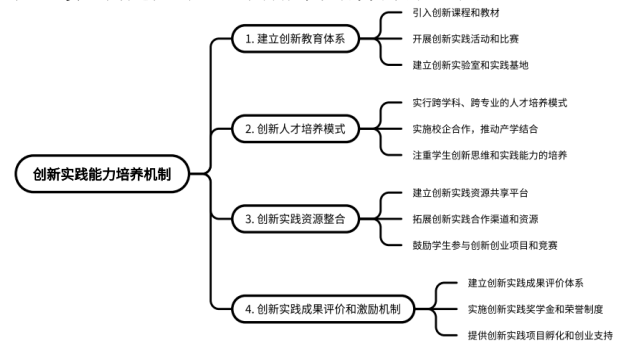 创新实践能力培养机制
1. 建立创新教育体系
引入创新课程和教材
开展创新实践活动和比赛
建立创新实验室和实践基地
2. 创新人才培养模式
实行跨学科、跨专业的人才培养模式
实施校企合作，推动产学结合
注重学生创新思维和实践能力的培养
3. 创新实践资源整合
建立创新实践资源共享平台
拓展创新实践合作渠道和资源
鼓励学生参与创新创业项目和竞赛
4. 创新实践成果评价和激励机制
建立创新实践成果评价体系
实施创新实践奖学金和荣誉制度
提供创新实践项目孵化和创业支持